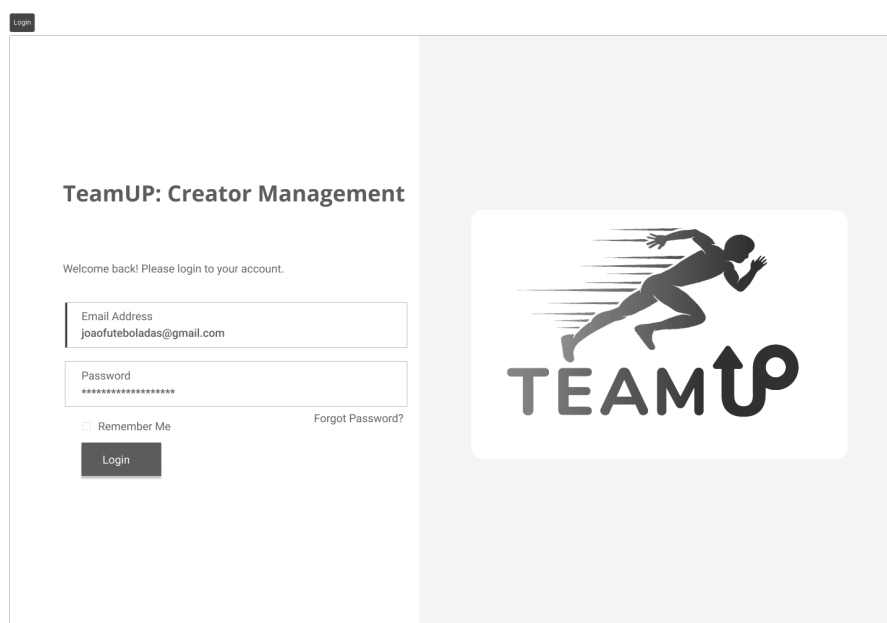 Login
TeamUP: Creator Management
Welcome back! Please login to your account.
Email Address
joaofuteboladas@gmail.com
Password
*******************
Remember Me
Forgot Password?
Login
TEAMUP